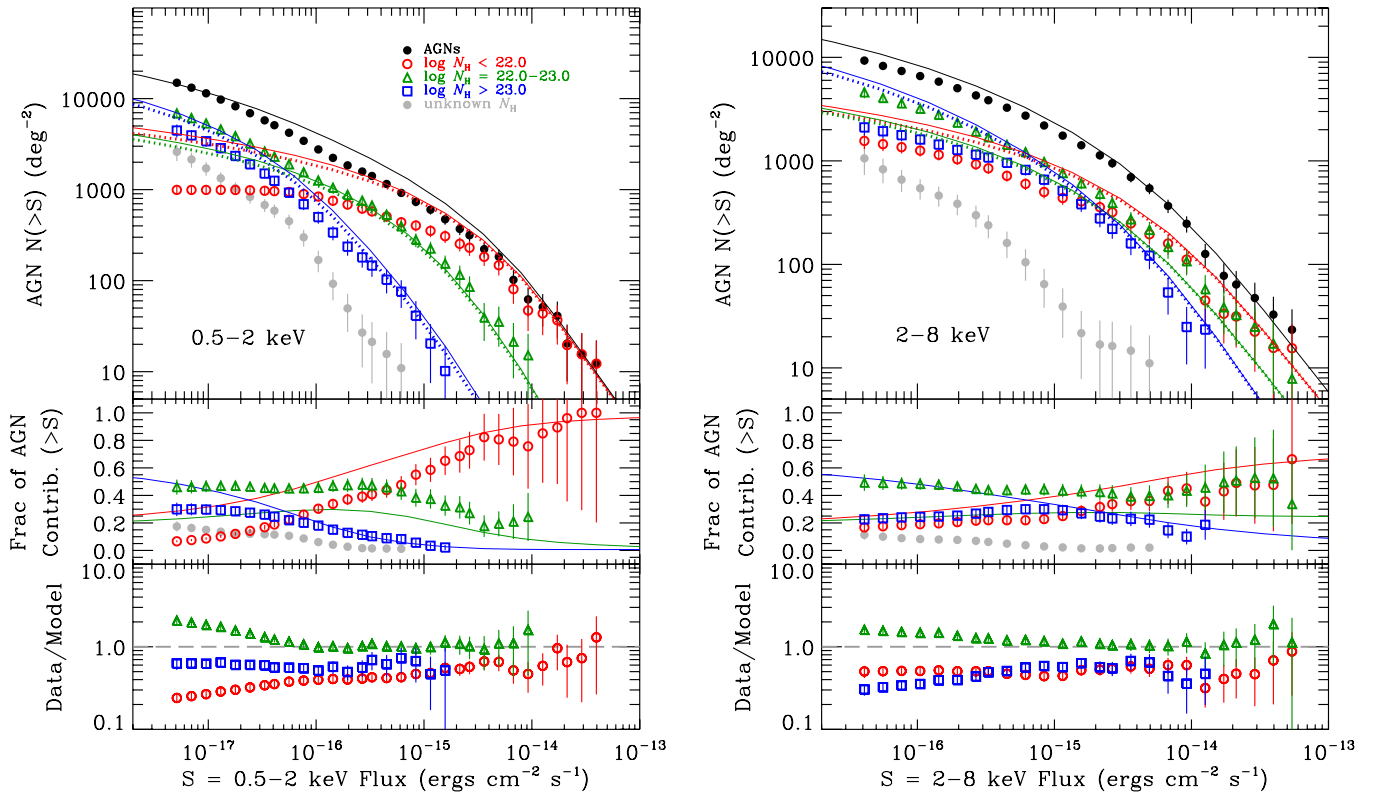 AGN N(>S) (deg⁻²)
10000
1000
100
10
AGNs
log N_H < 22.0
log N_H = 22.0−23.0
log N_H > 23.0
unknown N_H
0.5−2 keV
Frac of AGN
Contrib. (>S)
1.0
0.8
0.6
0.4
0.2
0.0
Data/Model
10.0
1.0
0.1
10⁻¹⁷ 10⁻¹⁶ 10⁻¹⁵ 10⁻¹⁴ 10⁻¹³
S = 0.5−2 keV Flux (ergs cm⁻² s⁻¹)
AGN N(>S) (deg⁻²)
10000
1000
100
10
2−8 keV
Frac of AGN
Contrib. (>S)
1.0
0.8
0.6
0.4
0.2
0.0
Data/Model
10.0
1.0
0.1
10⁻¹⁶ 10⁻¹⁵ 10⁻¹⁴ 10⁻¹³
S = 2−8 keV Flux (ergs cm⁻² s⁻¹)